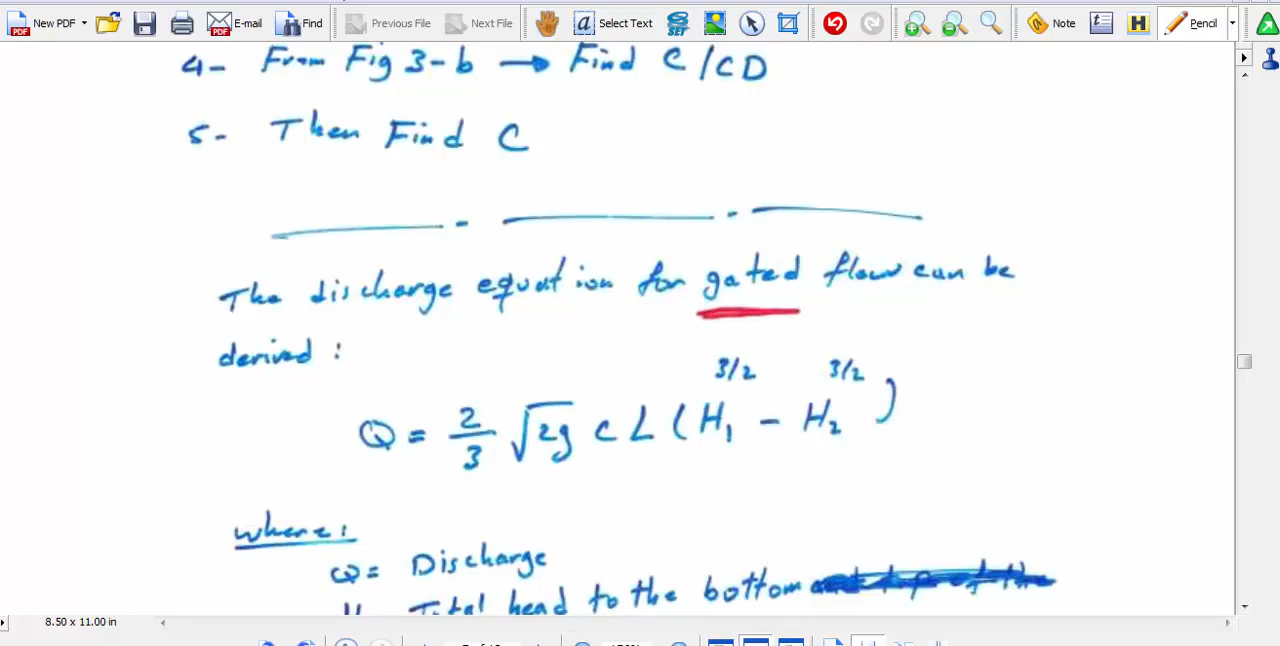 New PDF E-mail Find Previous File Next File Select Text Note Pencil
4- From Fig 3-b → Find C/CD
5- Then Find C
The discharge equation for gated flow can be
derived :
Q = 2/3 √2g c L (H₁^3/2 - H₂^3/2)
where:
Q = Discharge
Total head to the bottom
8.50 x 11.00 in